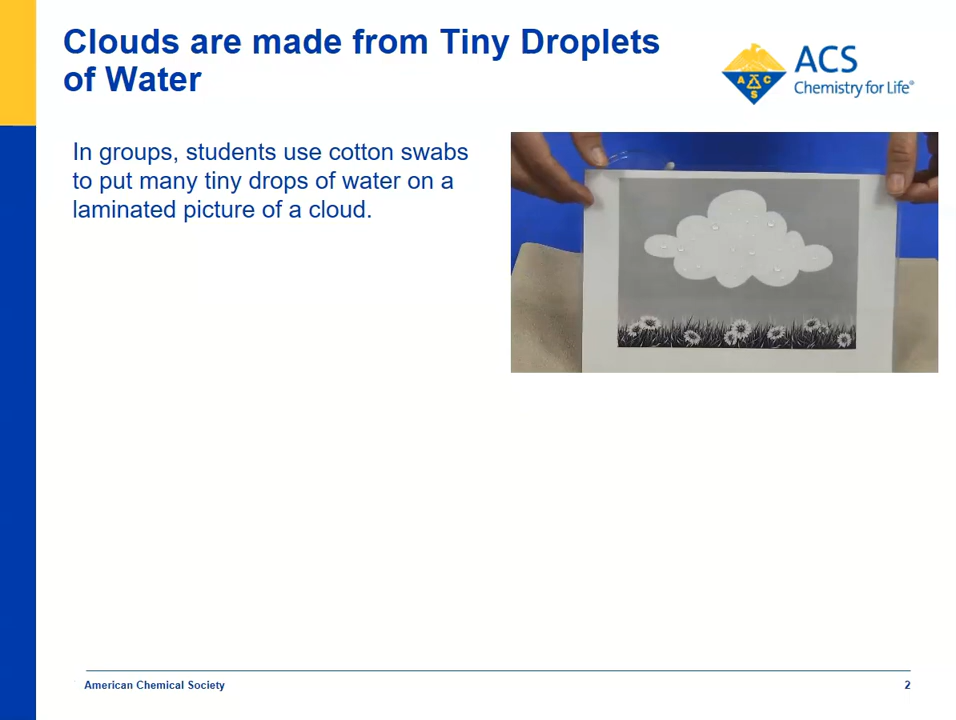 Clouds are made from Tiny Droplets
of Water
ACS
Chemistry for Life®
A C
S
In groups, students use cotton swabs
to put many tiny drops of water on a
laminated picture of a cloud.
American Chemical Society
2